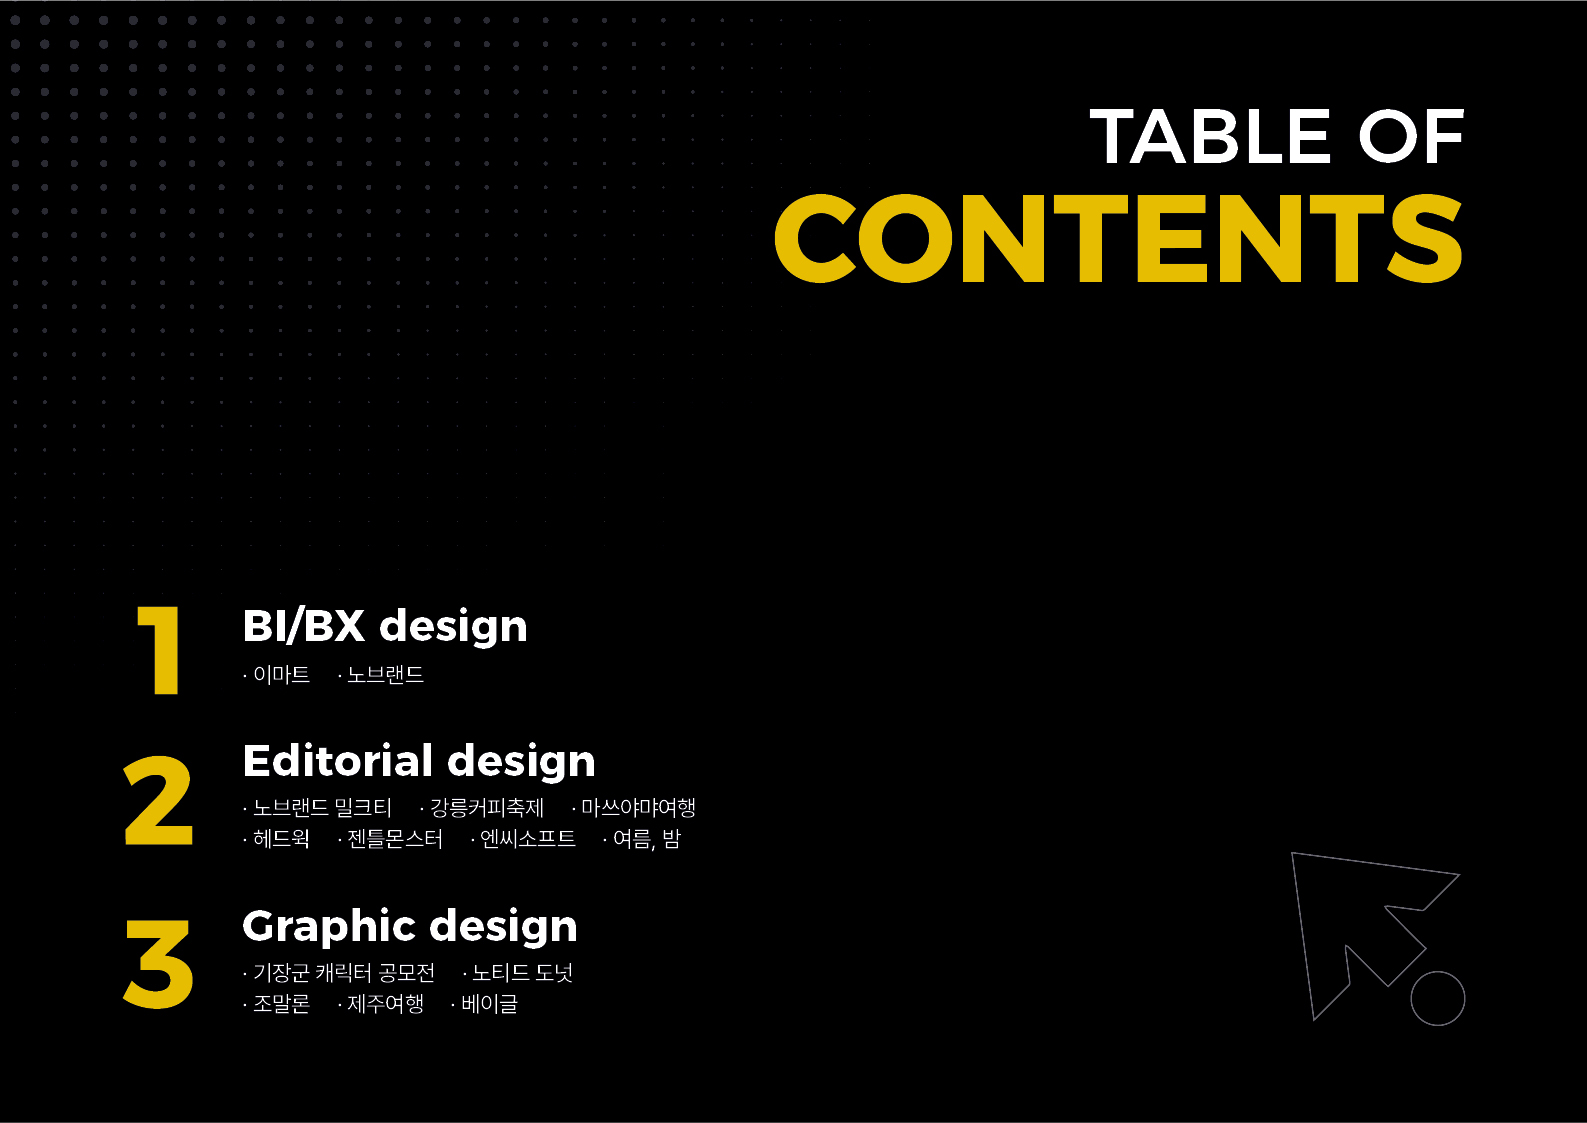 TABLE OF
CONTENTS
1
BI/BX design
· 이마트 · 노브랜드
2
Editorial design
· 노브랜드 밀크티 · 강릉커피축제 · 마쓰야먀여행
· 헤드윅 · 젠틀몬스터 · 엔씨소프트 · 여름, 밤
3
Graphic design
· 기장군 캐릭터 공모전 · 노티드 도넛
· 조말론 · 제주여행 · 베이글